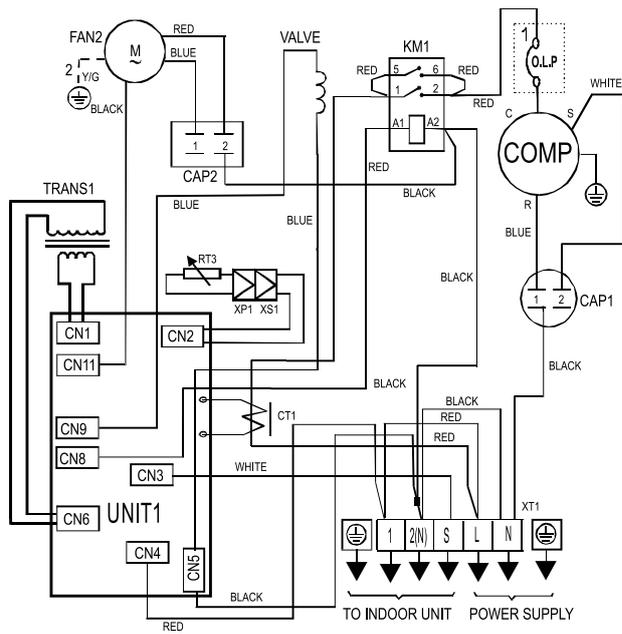 RED
VALVE
KM1
1
FAN2
M
~
BLUE
RED
5
6
RED
O.L.P
2
Y/G
1
2
RED
WHITE
BLACK
C
S
A1
A2
COMP
1
2
CAP2
RED
BLACK
R
TRANS1
BLUE
BLUE
BLUE
RT3
BLACK
XP1
XS1
1
2
CAP1
CN1
CN2
CN11
BLACK
BLACK
CT1
BLACK
CN9
RED
CN8
RED
CN3
WHITE
CN6
UNIT1
XT1
1
2(N)
S
L
N
CN4
CN5
BLACK
RED
TO INDOOR UNIT
POWER SUPPLY